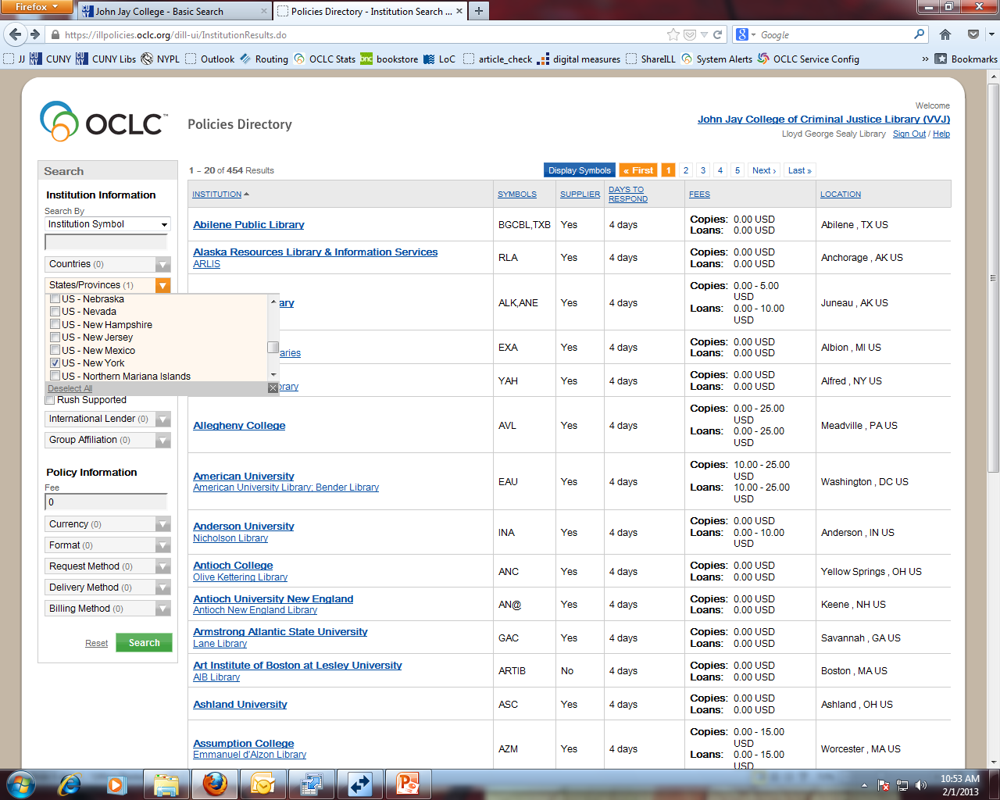 Firefox
John Jay College - Basic Search
Policies Directory - Institution Search ...
https://illpolicies.oclc.org/dill-ui/InstitutionResults.do
Google
JJ
CUNY
CUNY Libs
NYPL
Outlook
Routing
OCLC Stats
bookstore
LoC
article_check
digital measures
ShareILL
System Alerts
OCLC Service Config
»
Bookmarks
OCLC™
Policies Directory
Welcome
John Jay College of Criminal Justice Library (VVJ)
Lloyd George Sealy Library Sign Out / Help
Search
Institution Information
Search By
Institution Symbol
Countries (0)
States/Provinces (1)
US - Nebraska
US - Nevada
US - New Hampshire
US - New Jersey
US - New Mexico
US - New York
US - Northern Mariana Islands
Deselect All
Rush Supported
International Lender (0)
Group Affiliation (0)
Policy Information
Fee
0
Currency (0)
Format (0)
Request Method (0)
Delivery Method (0)
Billing Method (0)
Reset Search
1 – 20 of 454 Results
Display Symbols « First 1 2 3 4 5 Next › Last »
INSTITUTION SYMBOLS SUPPLIER DAYS TO RESPOND FEES LOCATION
Abilene Public Library BGCBL,TXB Yes 4 days Copies: 0.00 USD Abilene , TX US
Loans: 0.00 USD
Alaska Resources Library & Information Services
ARLIS RLA Yes 4 days Copies: 0.00 USD Anchorage , AK US
Loans: 0.00 USD
ary ALK,ANE Yes 4 days Copies: 0.00 - 5.00 USD Juneau , AK US
Loans: 0.00 - 10.00 USD
aries EXA Yes 4 days Copies: 0.00 USD Albion , MI US
Loans: 0.00 USD
orary YAH Yes 4 days Copies: 0.00 USD Alfred , NY US
Loans: 0.00 USD
Allegheny College AVL Yes 4 days Copies: 0.00 - 25.00 USD Meadville , PA US
Loans: 0.00 - 25.00 USD
American University
American University Library; Bender Library EAU Yes 4 days Copies: 10.00 - 25.00 USD Washington , DC US
Loans: 10.00 - 25.00 USD
Anderson University
Nicholson Library INA Yes 4 days Copies: 0.00 USD Anderson , IN US
Loans: 0.00 - 10.00 USD
Antioch College
Olive Kettering Library ANC Yes 4 days Copies: 0.00 USD Yellow Springs , OH US
Loans: 0.00 USD
Antioch University New England
Antioch New England Library AN@ Yes 4 days Copies: 0.00 USD Keene , NH US
Loans: 0.00 USD
Armstrong Atlantic State University
Lane Library GAC Yes 4 days Copies: 0.00 USD Savannah , GA US
Loans: 0.00 USD
Art Institute of Boston at Lesley University
AIB Library ARTIB No 4 days Copies: 0.00 USD Boston , MA US
Loans: 0.00 USD
Ashland University ASC Yes 4 days Copies: 0.00 USD Ashland , OH US
Loans: 0.00 USD
Assumption College
Emmanuel d'Alzon Library AZM Yes 4 days Copies: 0.00 - 15.00 USD Worcester , MA US
Loans: 0.00 - 15.00 USD
10:53 AM
2/1/2013